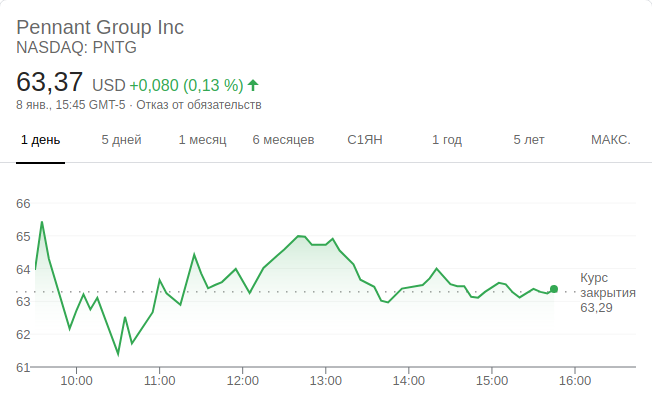 Pennant Group Inc
NASDAQ: PNTG
63,37 USD +0,080 (0,13 %)
8 янв., 15:45 GMT-5 · Отказ от обязательств
1 день 5 дней 1 месяц 6 месяцев С1ЯН 1 год 5 лет МАКС.
66
65
64
63
62
61
Курс
закрытия
63,29
10:00 11:00 12:00 13:00 14:00 15:00 16:00